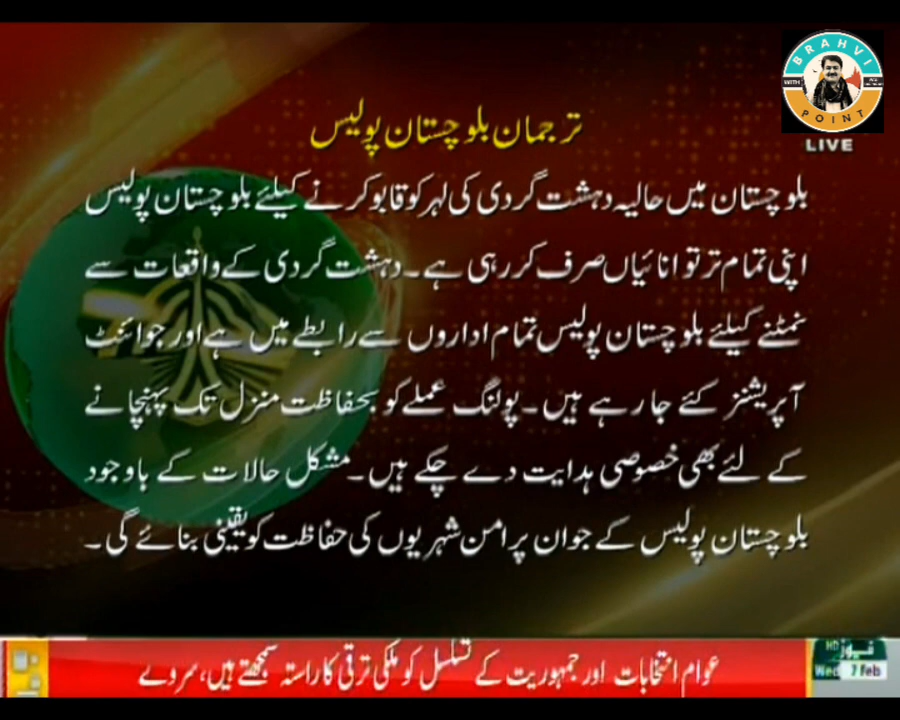 BRAHVI
WITH
POINT
LIVE
ترجمان بلوچستان پولیس
بلوچستان میں حالیہ دہشت گردی کی لہر کو قابو کرنے کیلئے بلوچستان پولیس
اپنی تمام تر توانائیاں صرف کر رہی ہے۔ دہشت گردی کے واقعات سے
نمٹنے کیلئے بلوچستان پولیس تمام اداروں سے رابطے میں ہے اور جوائنٹ
آپریشنز کئے جا رہے ہیں۔ پولنگ عملے کو بحفاظت منزل تک پہنچانے
کے لئے بھی خصوصی ہدایت دے چکے ہیں۔ مشکل حالات کے باوجود
بلوچستان پولیس کے جوان پر امن شہریوں کی حفاظت کو یقینی بنائے گی۔
عوام انتخابات اور جمہوریت کے تسلسل کو ملکی ترقی کا راستہ سمجھتے ہیں، سروے
HD نیوز
Wed 7 Feb